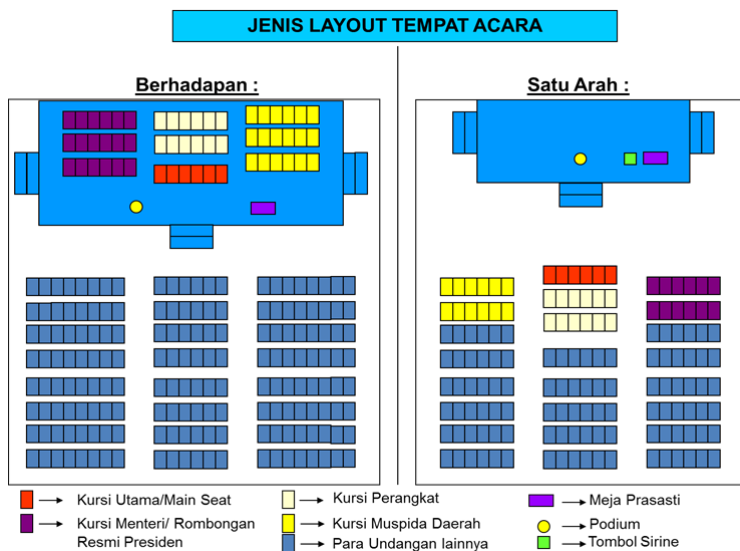 JENIS LAYOUT TEMPAT ACARA
Berhadapan :
Satu Arah :
Kursi Utama/Main Seat
Kursi Menteri/ Rombongan
Resmi Presiden
Kursi Perangkat
Kursi Muspida Daerah
Para Undangan lainnya
Meja Prasasti
Podium
Tombol Sirine